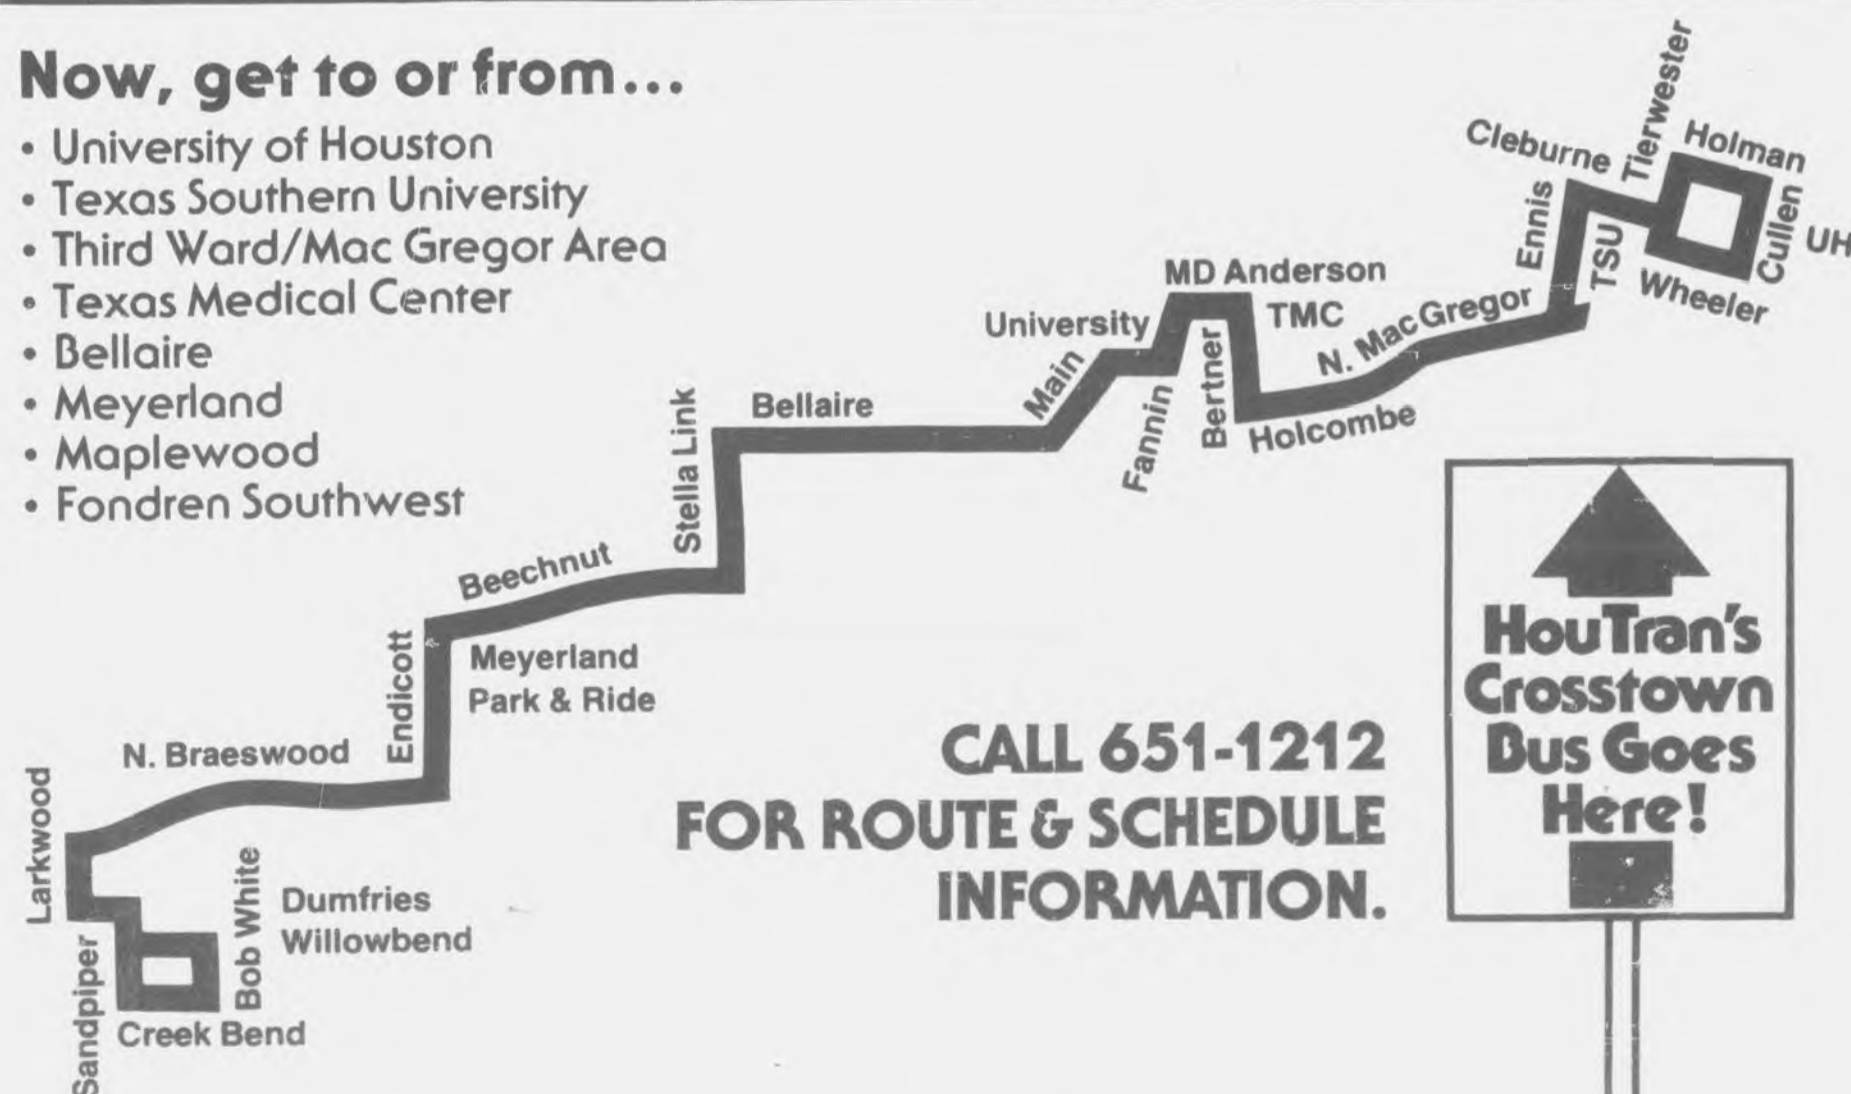 Now, get to or from...
• University of Houston
• Texas Southern University
• Third Ward/Mac Gregor Area
• Texas Medical Center
• Bellaire
• Meyerland
• Maplewood
• Fondren Southwest
Larkwood
Sandpiper
Creek Bend
Bob White
Dumfries
Willowbend
N. Braeswood
Endicott
Meyerland
Park & Ride
Beechnut
Stella Link
Bellaire
Main
University
Fannin
MD Anderson
TMC
Bertner
Holcombe
N. MacGregor
Ennis
TSU
Cleburne
Tierwester
Holman
Cullen
UH
Wheeler
CALL 651-1212
FOR ROUTE & SCHEDULE
INFORMATION.
HouTran's
Crosstown
Bus Goes
Here!